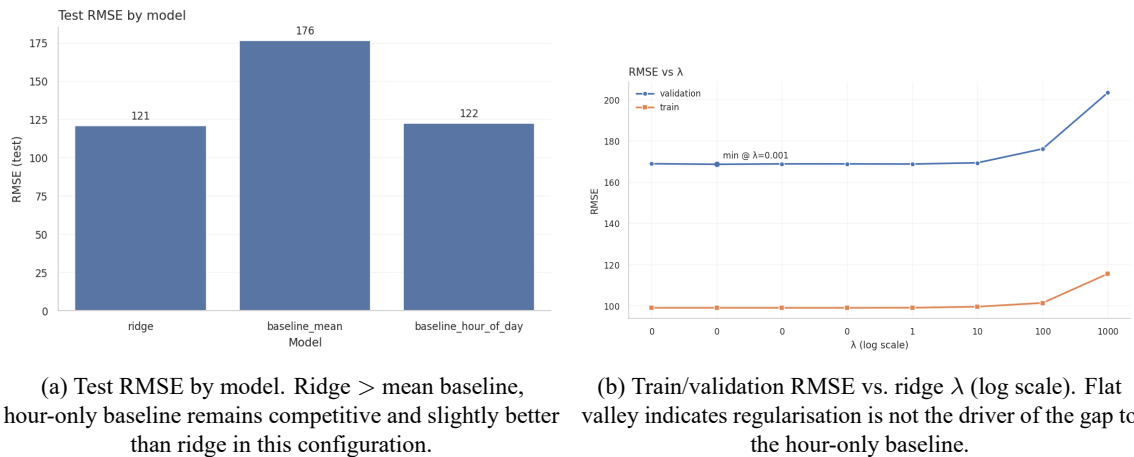 Test RMSE by model
176
121
122
175
150
125
100
75
50
25
0
RMSE (test)
ridge
baseline_mean
baseline_hour_of_day
Model
(a) Test RMSE by model. Ridge > mean baseline,
hour-only baseline remains competitive and slightly better
than ridge in this configuration.
RMSE vs λ
validation
train
min @ λ=0.001
200
180
160
140
120
100
RMSE
0 0 0 0 1 10 100 1000
λ (log scale)
(b) Train/validation RMSE vs. ridge λ (log scale). Flat
valley indicates regularisation is not the driver of the gap to
the hour-only baseline.